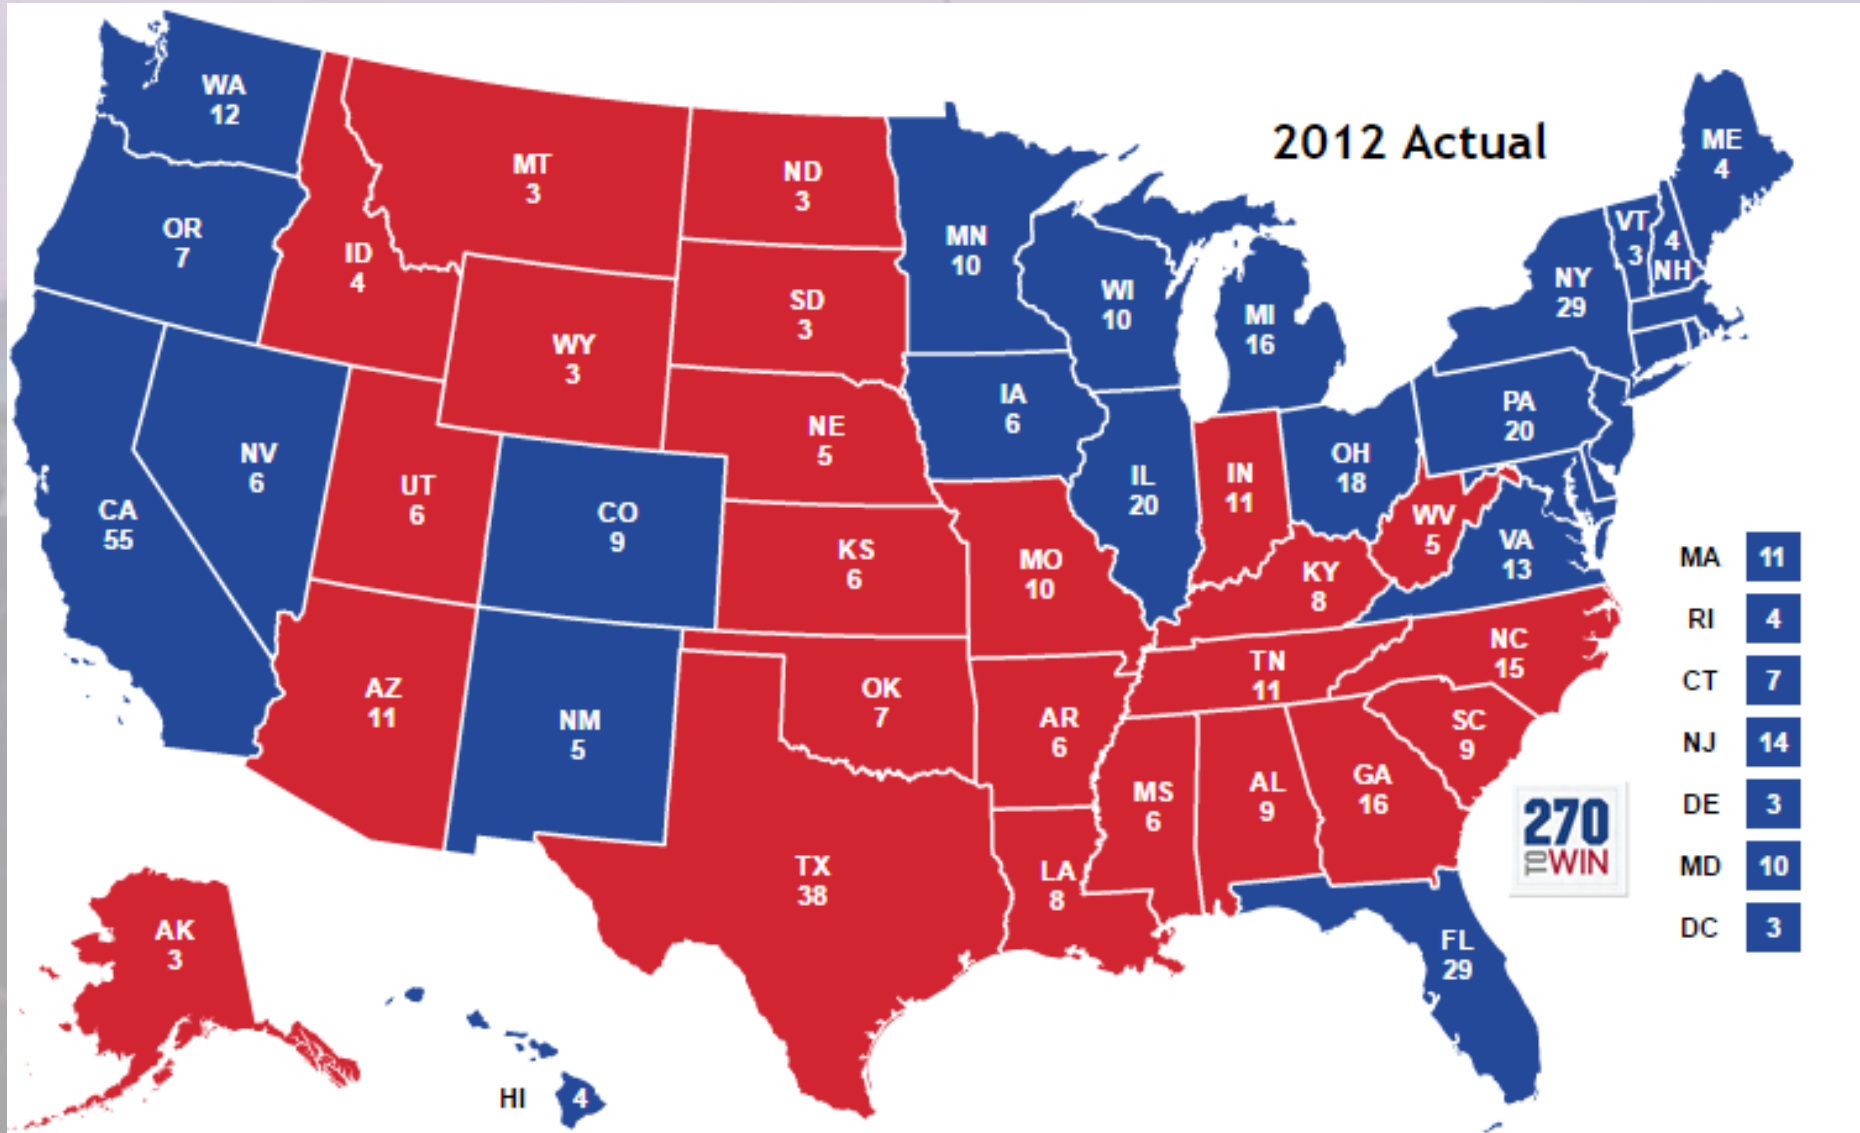 2012 Actual
WA
12
OR
7
CA
55
NV
6
ID
4
MT
3
WY
3
UT
6
CO
9
AZ
11
NM
5
ND
3
SD
3
NE
5
KS
6
OK
7
TX
38
MN
10
IA
6
MO
10
AR
6
LA
8
WI
10
IL
20
MI
16
IN
11
OH
18
KY
8
TN
11
MS
6
AL
9
GA
16
FL
29
SC
9
NC
15
VA
13
WV
5
PA
20
NY
29
VT
3
4
NH
ME
4
MA 11
RI 4
CT 7
NJ 14
DE 3
MD 10
DC 3
270
TO WIN
AK
3
HI 4